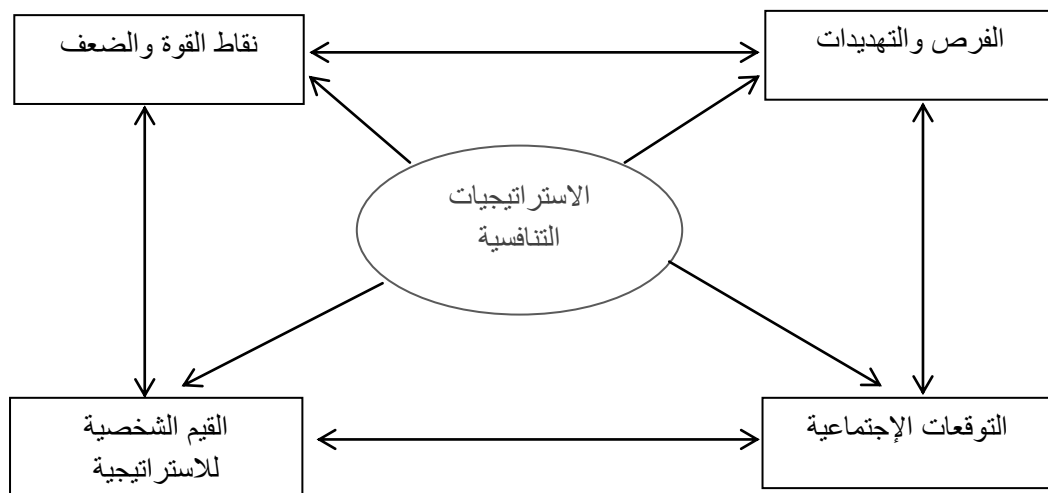 الفرص والتهديدات
نقاط القوة والضعف
الاستراتيجيات
التنافسية
التوقعات الإجتماعية
القيم الشخصية
للاستراتيجية